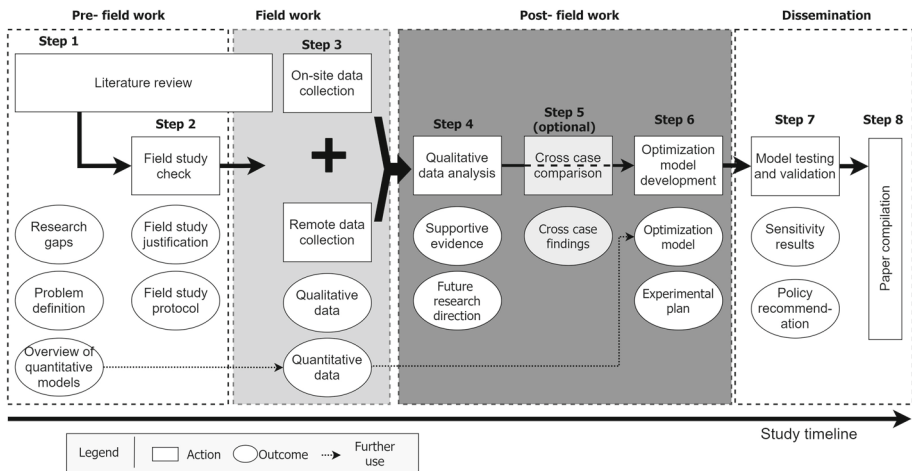 Pre- field work
Field work
Post- field work
Dissemination
Step 1
Literature review
Step 2
Field study
check
Research
gaps
Field study
justification
Problem
definition
Field study
protocol
Overview of
quantitative
models
Step 3
On-site data
collection
+
Remote data
collection
Qualitative
data
Quantitative
data
Step 4
Qualitative
data analysis
Supportive
evidence
Future
research
direction
Step 5
(optional)
Cross case
comparison
Cross case
findings
Step 6
Optimization
model
development
Optimization
model
Experimental
plan
Step 7
Model testing
and validation
Sensitivity
results
Policy
recommend-
ation
Step 8
Paper compilation
Study timeline
Legend
Action
Outcome
Further
use